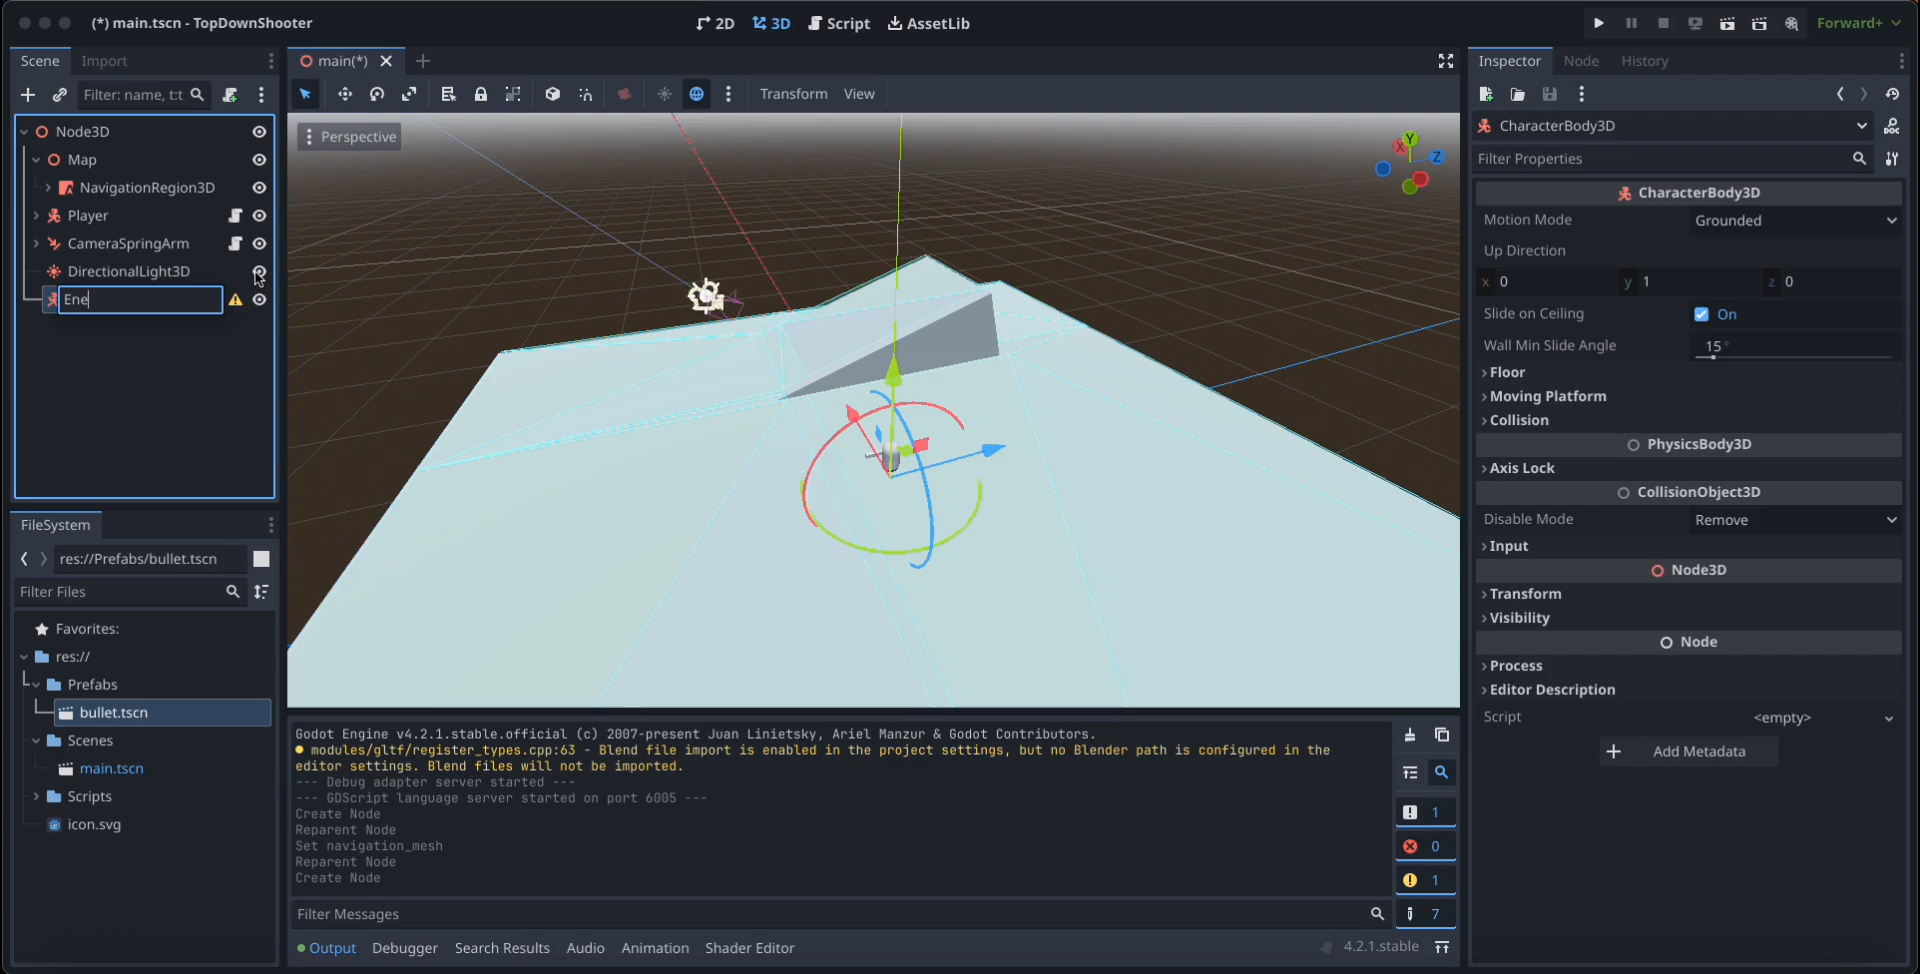 (*) main.tscn - TopDownShooter
2D
3D
Script
AssetLib
Forward+
Scene
Import
Filter: name, t:t
Node3D
Map
NavigationRegion3D
Player
CameraSpringArm
DirectionalLight3D
Ene
FileSystem
res://Prefabs/bullet.tscn
Filter Files
Favorites:
res://
Prefabs
bullet.tscn
Scenes
main.tscn
Scripts
icon.svg
main(*)
Transform
View
Perspective
X
Y
Z
Godot Engine v4.2.1.stable.official (c) 2007-present Juan Linietsky, Ariel Manzur & Godot Contributors.
modules/gltf/register_types.cpp:63 - Blend file import is enabled in the project settings, but no Blender path is configured in the
editor settings. Blend files will not be imported.
--- Debug adapter server started ---
--- GDScript language server started on port 6005 ---
Create Node
Reparent Node
Set navigation_mesh
Reparent Node
Create Node
1
0
1
7
Filter Messages
Output
Debugger
Search Results
Audio
Animation
Shader Editor
4.2.1.stable
Inspector
Node
History
CharacterBody3D
Filter Properties
CharacterBody3D
Motion Mode
Grounded
Up Direction
x 0
y 1
z 0
Slide on Ceiling
On
Wall Min Slide Angle
15 °
Floor
Moving Platform
Collision
PhysicsBody3D
Axis Lock
CollisionObject3D
Disable Mode
Remove
Input
Node3D
Transform
Visibility
Node
Process
Editor Description
Script
<empty>
Add Metadata